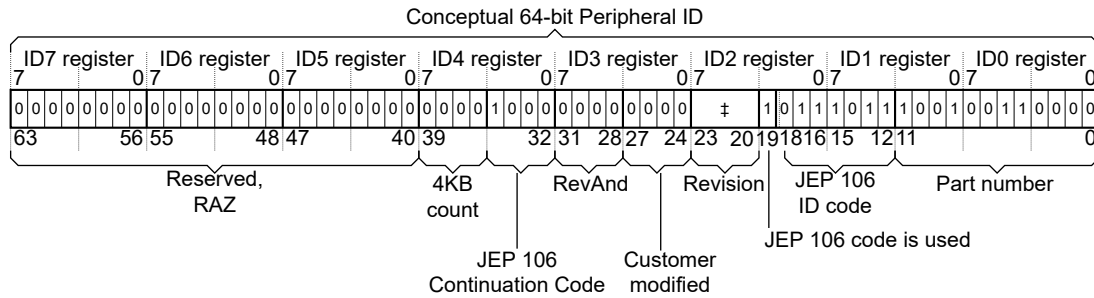 Conceptual 64-bit Peripheral ID
ID7 register ID6 register ID5 register ID4 register ID3 register ID2 register ID1 register ID0 register
7 0 7 0 7 0 7 0 7 0 7 0 7 0 7 0
0 0 0 0 0 0 0 0 0 0 0 0 0 0 0 0 0 0 0 0 0 0 0 0 0 0 0 0 1 0 0 0 0 0 0 0 0 0 0 0 ‡ 1 0 1 1 1 0 1 1 1 0 0 1 0 0 1 1 0 0 0 0
63 56 55 48 47 40 39 32 31 28 27 24 23 20 19 18 16 15 12 11 0
Reserved,
RAZ
4KB
count
RevAnd
Revision
JEP 106
ID code
Part number
JEP 106 code is used
JEP 106
Continuation Code
Customer
modified